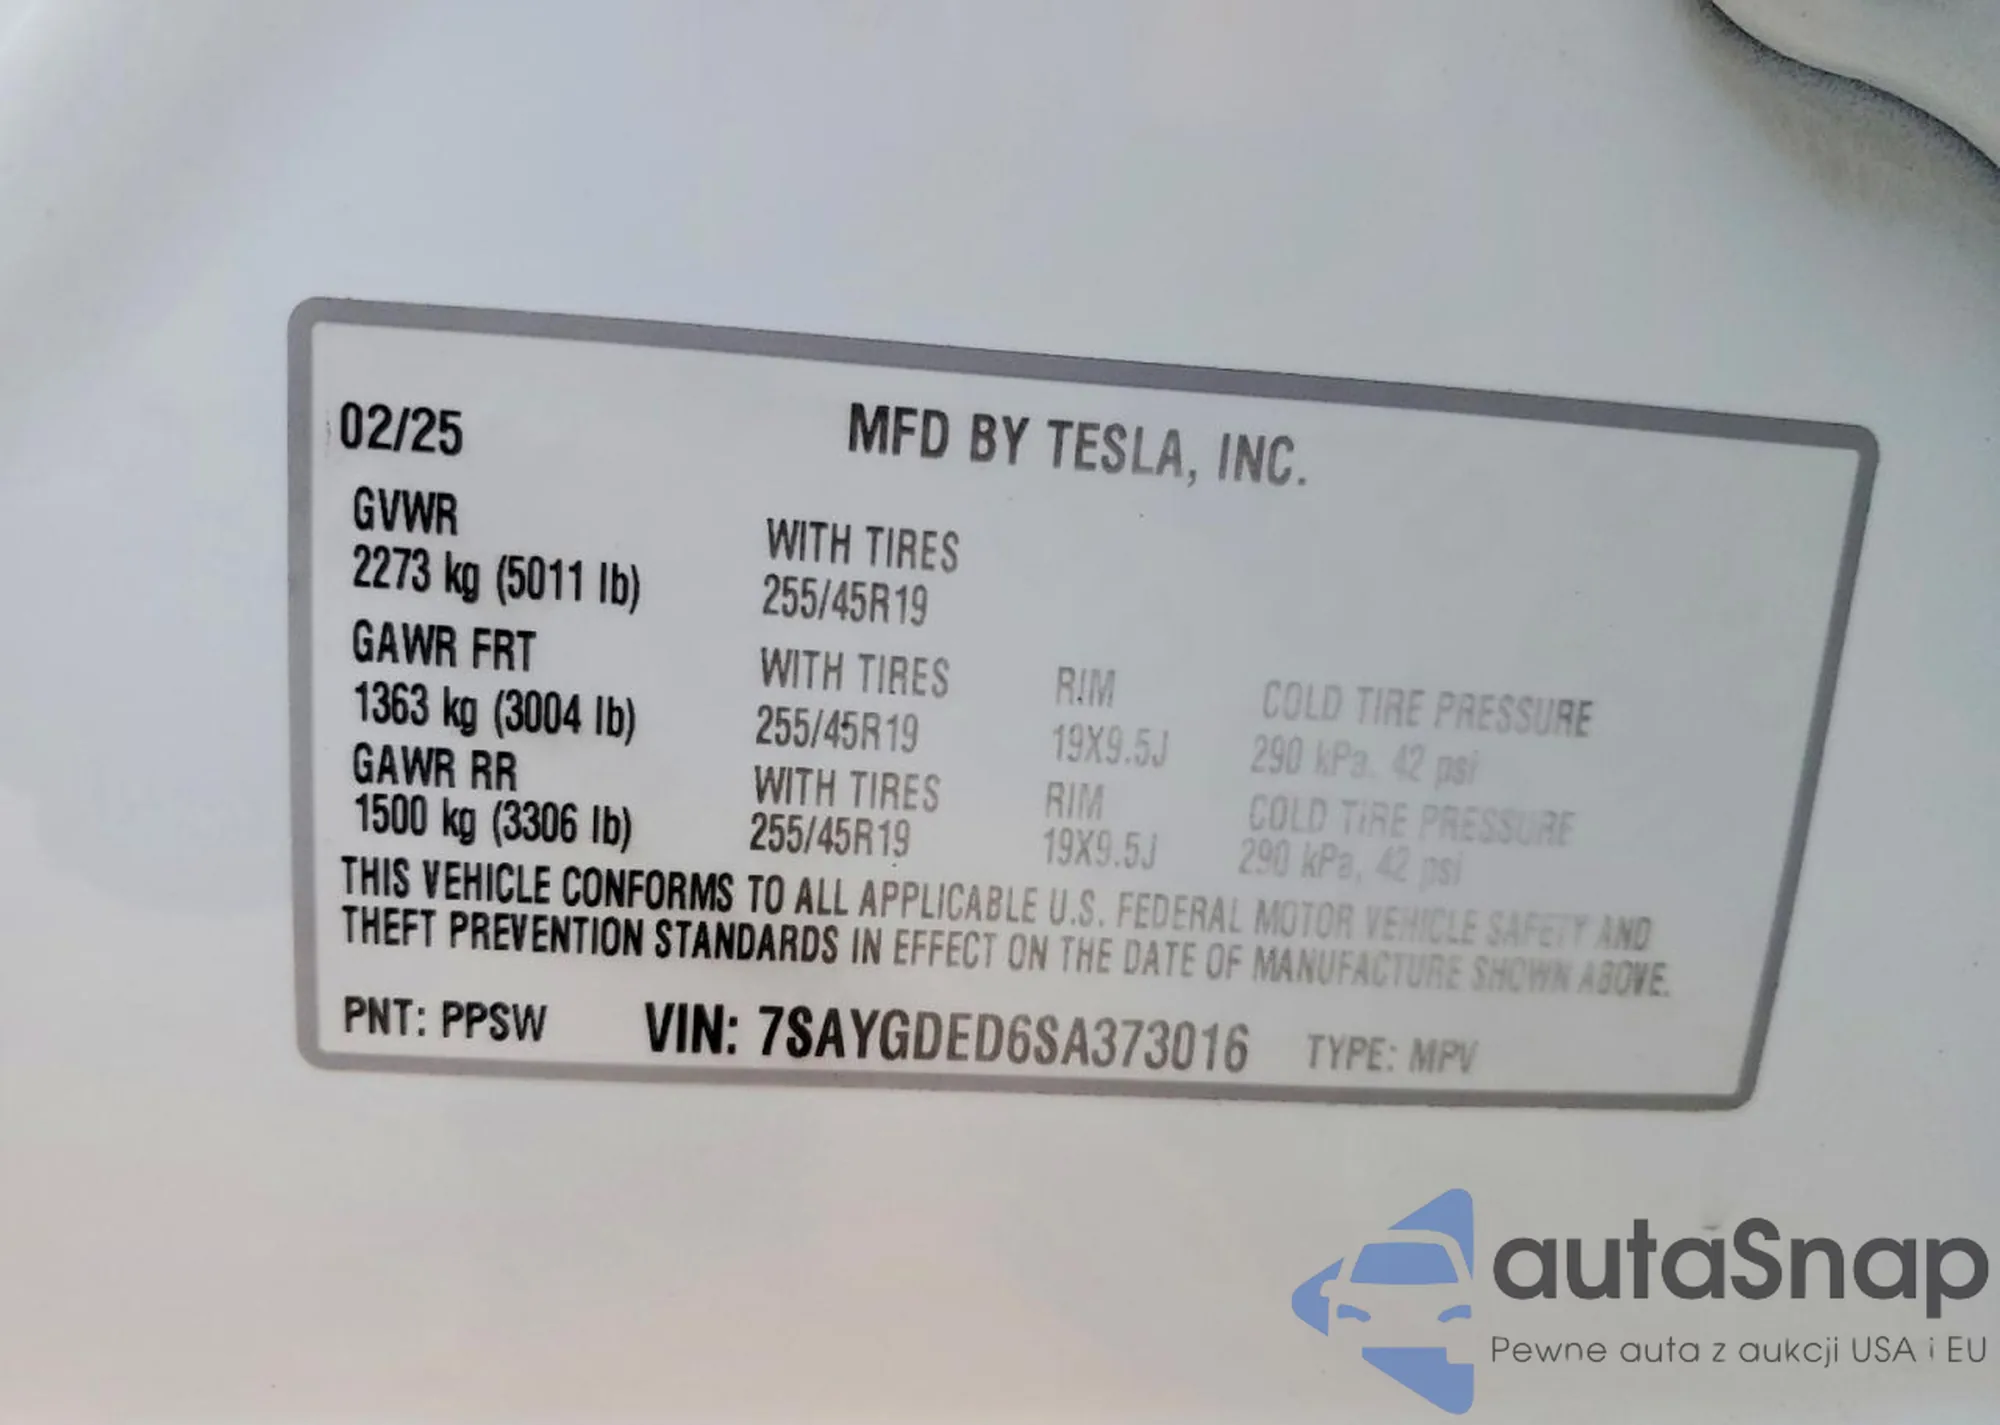 02/25 MFD BY TESLA, INC.
GVWR WITH TIRES
2273 kg (5011 lb) 255/45R19
GAWR FRT WITH TIRES RIM COLD TIRE PRESSURE
1363 kg (3004 lb) 255/45R19 19X9.5J 290 kPa, 42 psi
GAWR RR WITH TIRES RIM COLD TIRE PRESSURE
1500 kg (3306 lb) 255/45R19 19X9.5J 290 kPa, 42 psi
THIS VEHICLE CONFORMS TO ALL APPLICABLE U.S. FEDERAL MOTOR VEHICLE SAFETY AND
THEFT PREVENTION STANDARDS IN EFFECT ON THE DATE OF MANUFACTURE SHOWN ABOVE.
PNT: PPSW VIN: 7SAYGDED6SA373016 TYPE: MPV
autaSnap
Pewne auta z aukcji USA i EU